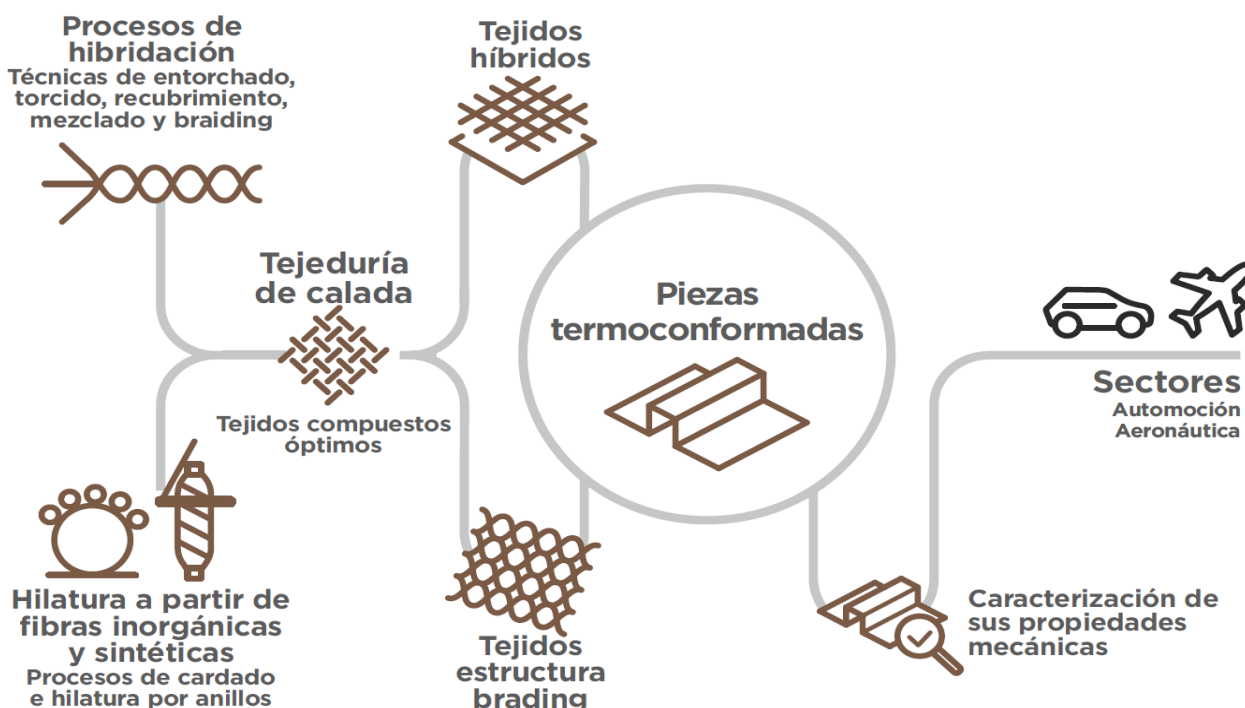 Procesos de
hibridación
Técnicas de entorchado,
torcido, recubrimiento,
mezclado y braiding
Tejidos
híbridos
Tejeduría
de calada
Tejidos compuestos
óptimos
Piezas
termoconformadas
Sectores
Automoción
Aeronáutica
Hilatura a partir de
fibras inorgánicas
y sintéticas
Procesos de cardado
e hilatura por anillos
Tejidos
estructura
brading
Caracterización de
sus propiedades
mecánicas